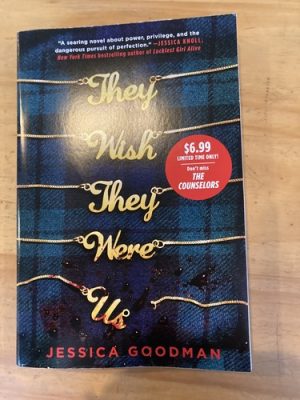 "A searing novel about power, privilege, and the
dangerous pursuit of perfection." —JESSICA KNOLL,
New York Times bestselling author of Luckiest Girl Alive
They
Wish
They
Were
Us
$6.99
LIMITED TIME ONLY!
Don't miss
THE
COUNSELORS
JESSICA GOODMAN